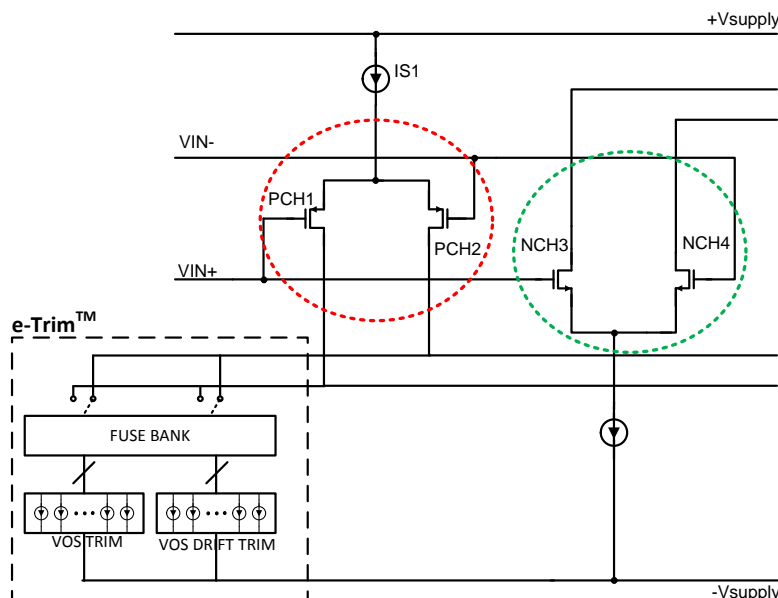 +Vsupply
IS1
VIN-
PCH1
PCH2
NCH3
NCH4
VIN+
e-Trim™
FUSE BANK
VOS TRIM
VOS DRIFT TRIM
-Vsupply